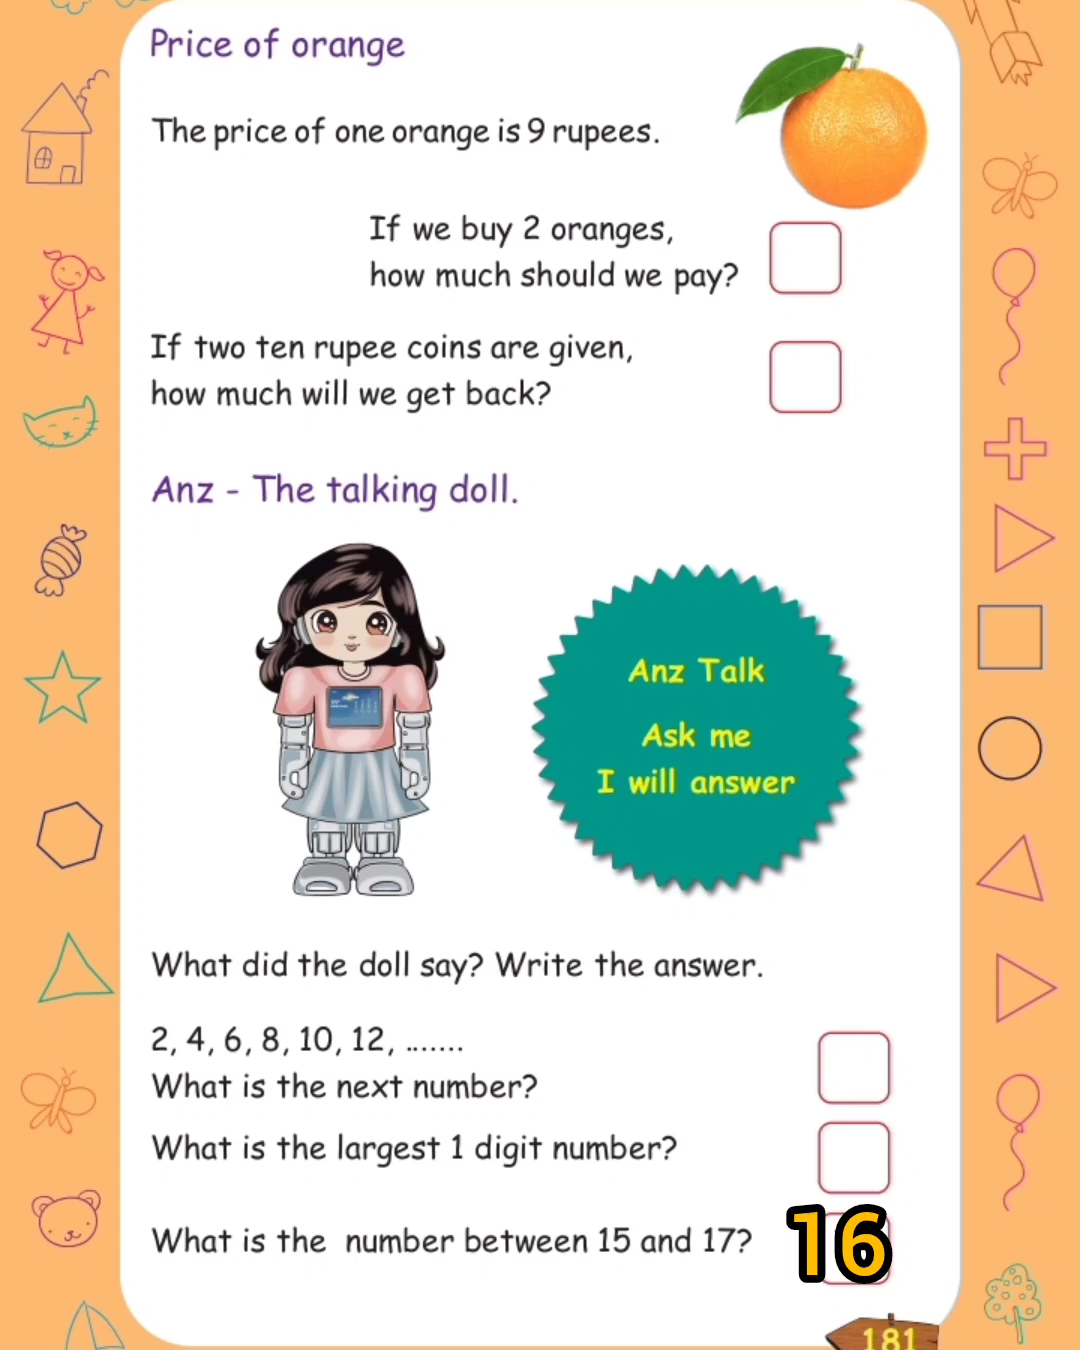 Price of orange
The price of one orange is 9 rupees.
If we buy 2 oranges,
how much should we pay?
If two ten rupee coins are given,
how much will we get back?
Anz - The talking doll.
Anz Talk
Ask me
I will answer
What did the doll say? Write the answer.
2, 4, 6, 8, 10, 12, .......
What is the next number?
What is the largest 1 digit number?
What is the number between 15 and 17?
16
181